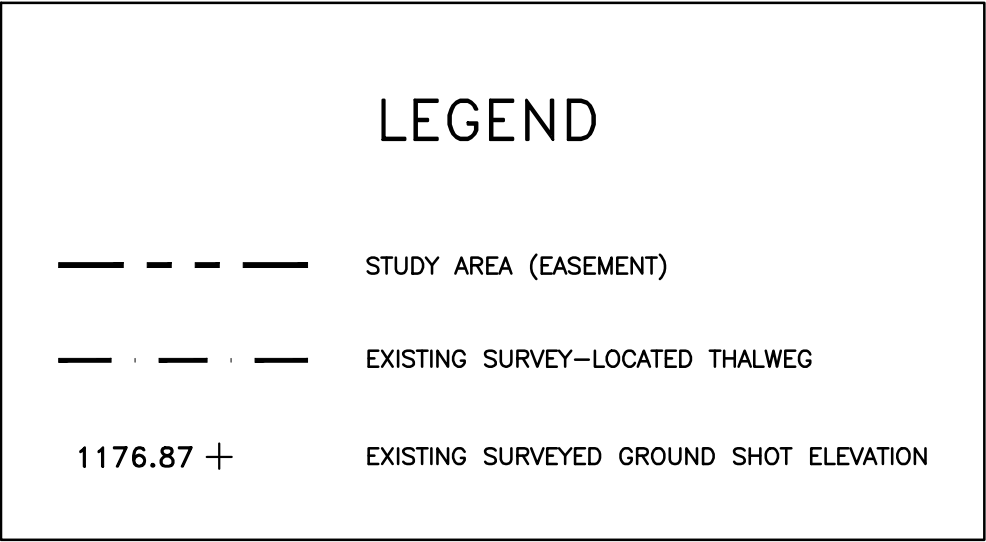 LEGEND
STUDY AREA (EASEMENT)
EXISTING SURVEY-LOCATED THALWEG
1176.87 + EXISTING SURVEYED GROUND SHOT ELEVATION